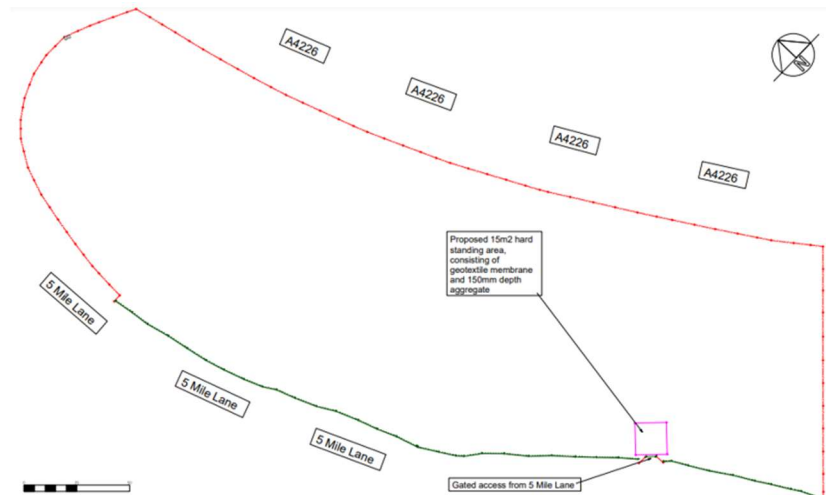 A4226
A4226
A4226
A4226
N
Proposed 15m2 hard
standing area,
consisting of
geotextile membrane
and 150mm depth
aggregate
5 Mile Lane
5 Mile Lane
5 Mile Lane
Gated access from 5 Mile Lane